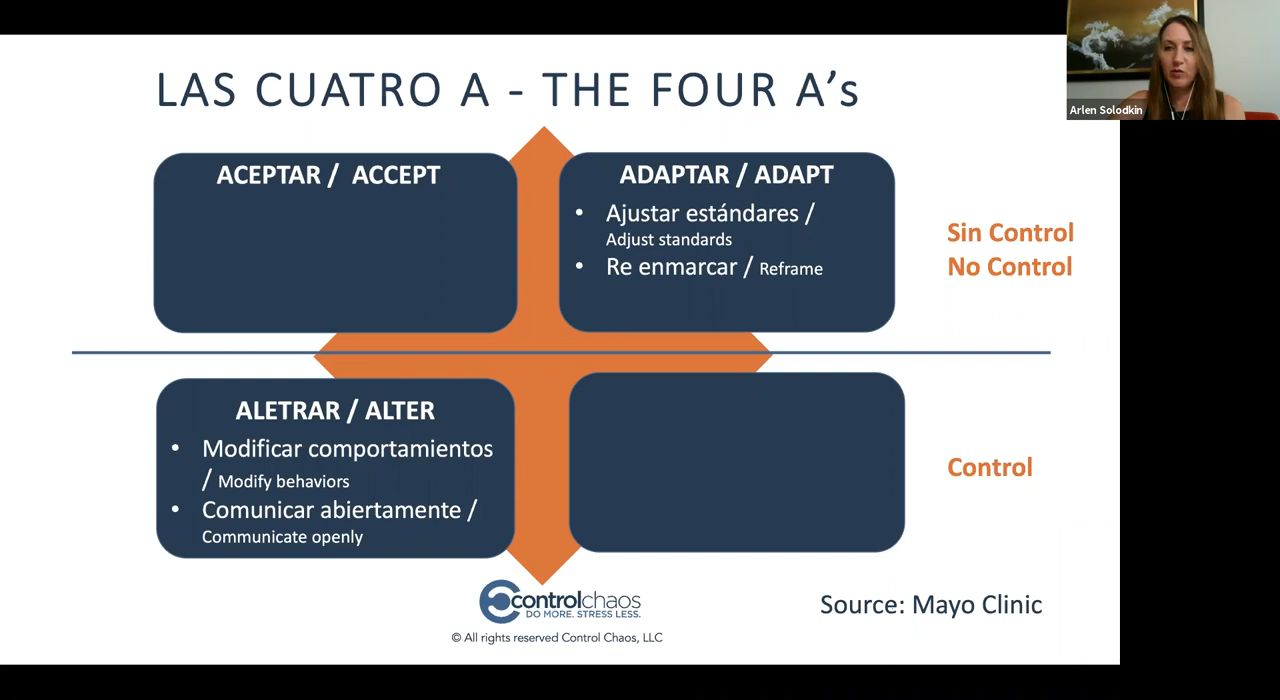 LAS CUATRO A - THE FOUR A's
Arlen Solodkin
ACEPTAR / ACCEPT
ADAPTAR / ADAPT
• Ajustar estándares /
Adjust standards
• Re enmarcar / Reframe
Sin Control
No Control
ALETRAR / ALTER
• Modificar comportamientos
/ Modify behaviors
• Comunicar abiertamente /
Communicate openly
Control
controlchaos
DO MORE. STRESS LESS.
© All rights reserved Control Chaos, LLC
Source: Mayo Clinic